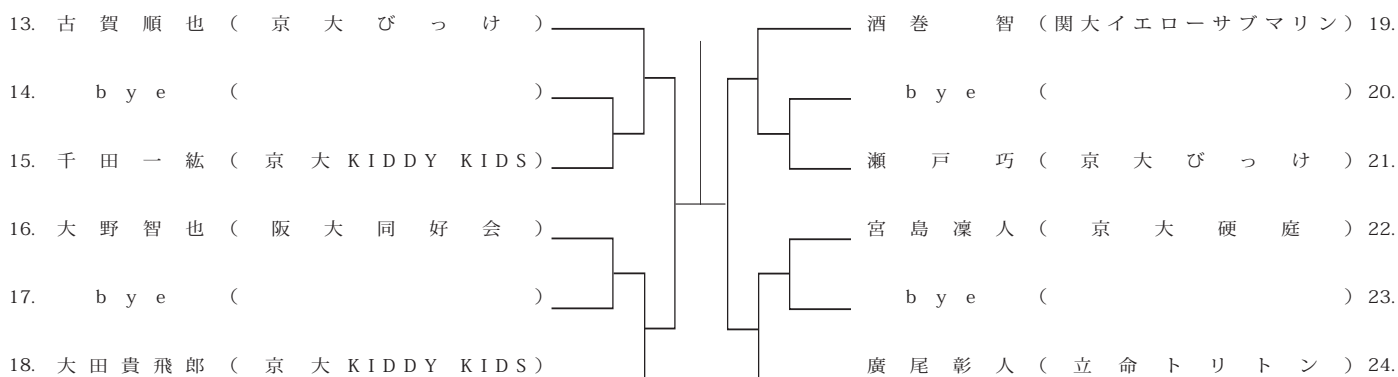 13. 古賀順也（京大びっけ）
14. bye（ ）
15. 千田一紘（京大KIDDY KIDS）
16. 大野智也（阪大同好会）
17. bye（ ）
18. 大田貴飛郎（京大KIDDY KIDS）
酒巻 智（関大イエローサブマリン）19.
bye（ ）20.
瀬戸巧（京大びっけ）21.
宮島凜人（京大硬庭）22.
bye（ ）23.
廣尾彰人（立命トリトン）24.